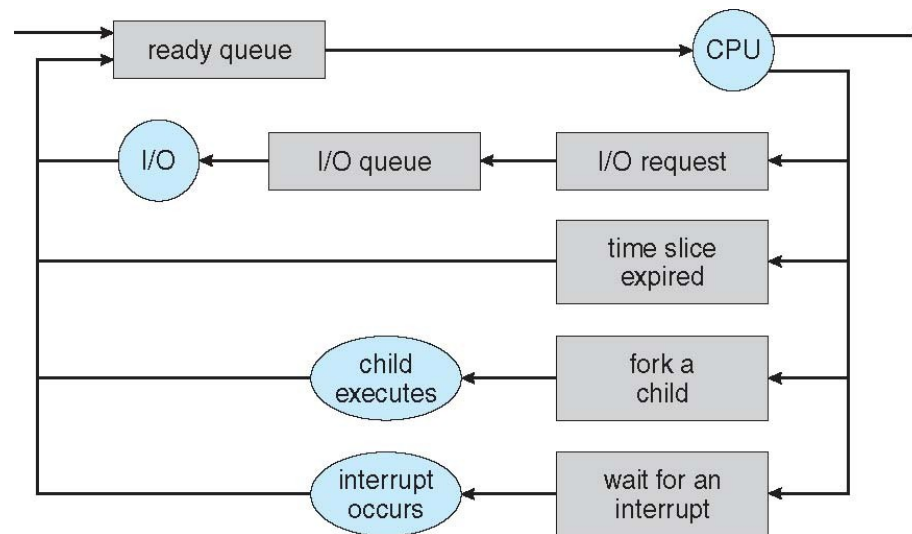 ready queue
CPU
I/O
I/O queue
I/O request
time slice
expired
child
executes
fork a
child
interrupt
occurs
wait for an
interrupt